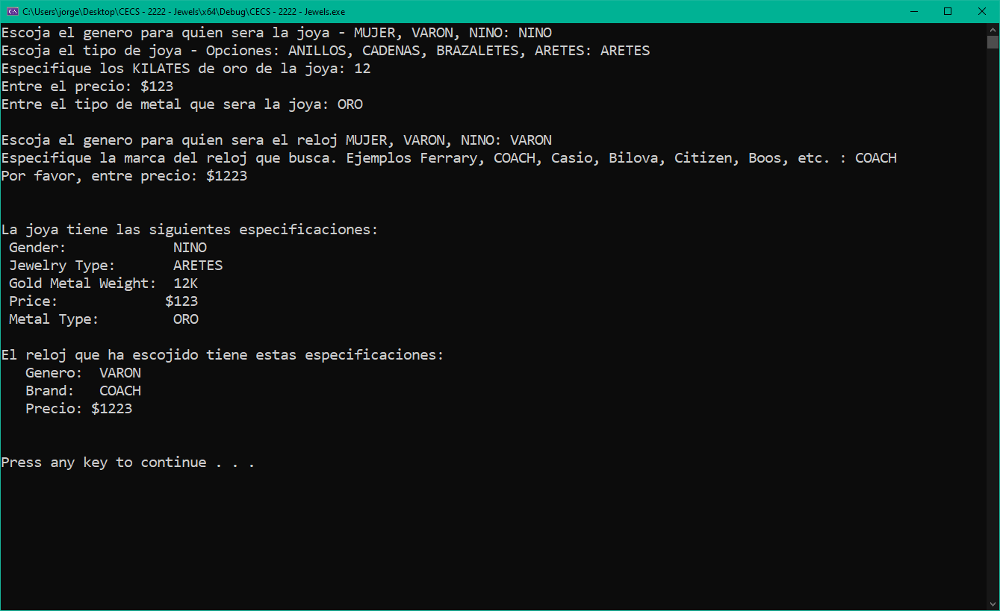 C:\Users\jorge\Desktop\CECS - 2222 - Jewels\x64\Debug\CECS - 2222 - Jewels.exe
Escoja el genero para quien sera la joya - MUJER, VARON, NINO: NINO
Escoja el tipo de joya - Opciones: ANILLOS, CADENAS, BRAZALETES, ARETES: ARETES
Especifique los KILATES de oro de la joya: 12
Entre el precio: $123
Entre el tipo de metal que sera la joya: ORO
Escoja el genero para quien sera el reloj MUJER, VARON, NINO: VARON
Especifique la marca del reloj que busca. Ejemplos Ferrary, COACH, Casio, Bilova, Citizen, Boos, etc. : COACH
Por favor, entre precio: $1223
La joya tiene las siguientes especificaciones:
Gender: NINO
Jewelry Type: ARETES
Gold Metal Weight: 12K
Price: $123
Metal Type: ORO
El reloj que ha escojido tiene estas especificaciones:
Genero: VARON
Brand: COACH
Precio: $1223
Press any key to continue . . .